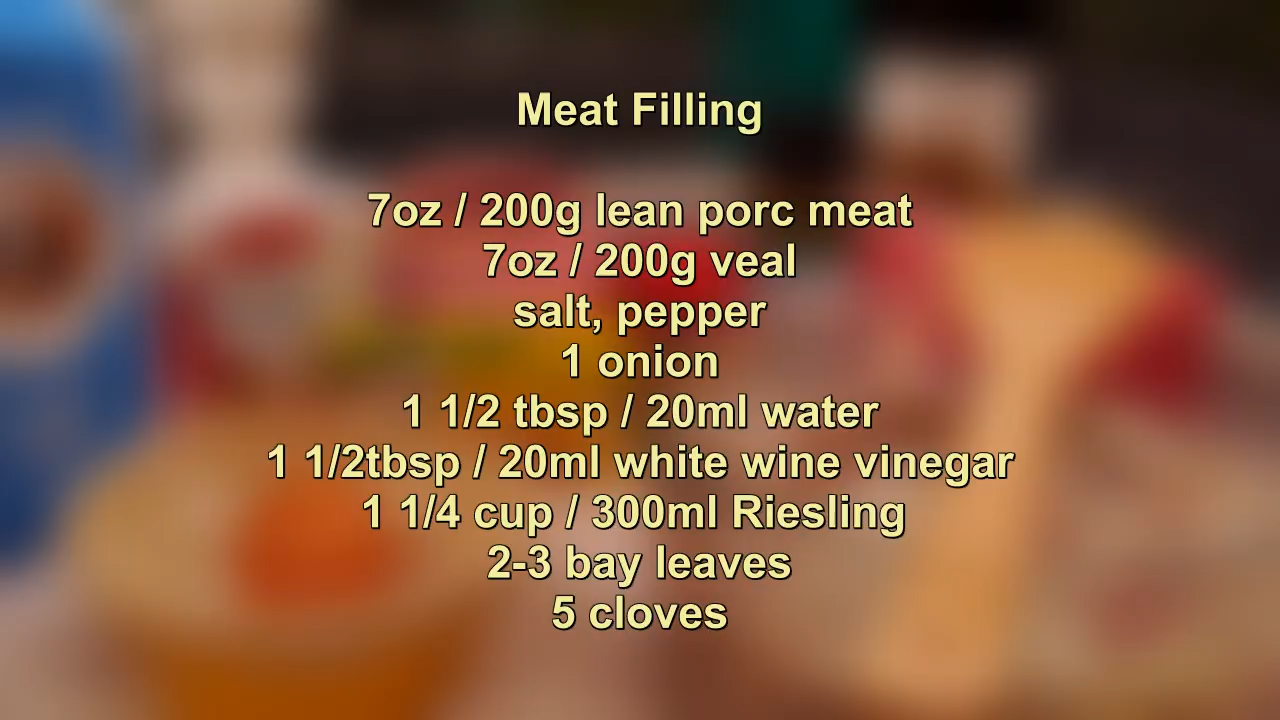 Meat Filling
7oz / 200g lean porc meat
7oz / 200g veal
salt, pepper
1 onion
1 1/2 tbsp / 20ml water
1 1/2tbsp / 20ml white wine vinegar
1 1/4 cup / 300ml Riesling
2-3 bay leaves
5 cloves